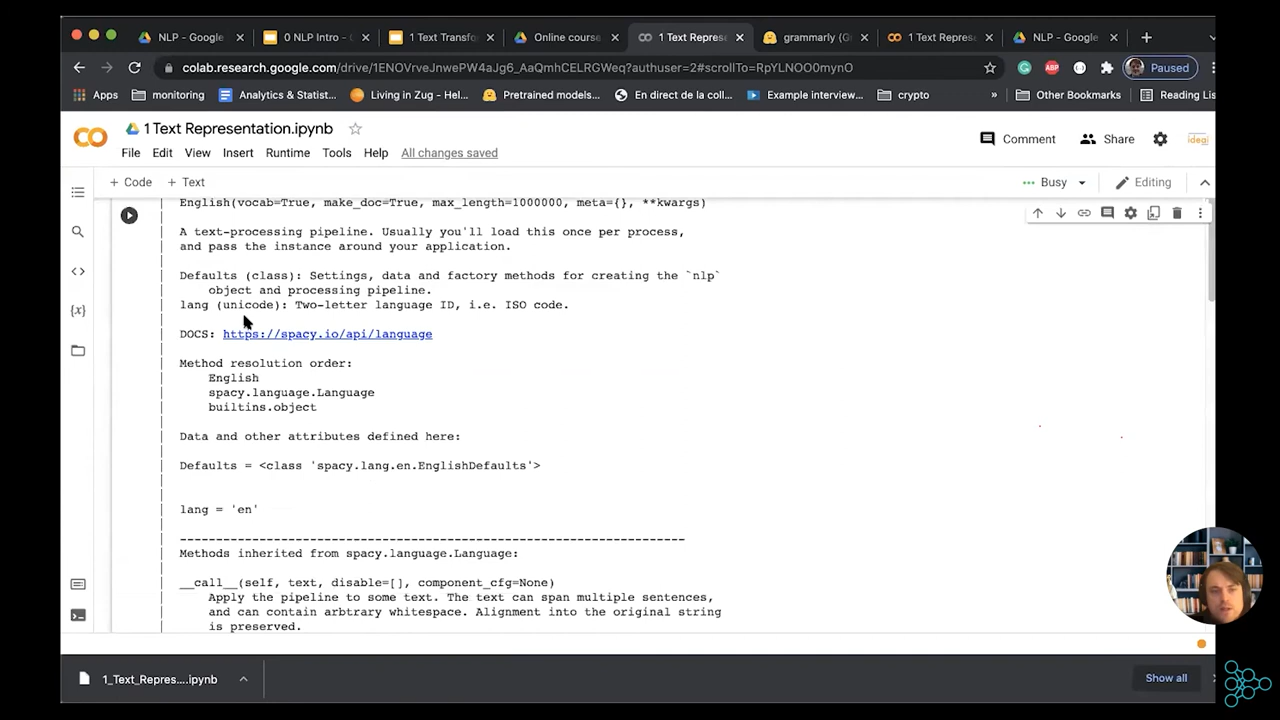 NLP - Google
0 NLP Intro - 
1 Text Transfo
Online course
1 Text Repres
grammarly (G
1 Text Repres
NLP - Google
colab.research.google.com/drive/1ENOVrveJnwePW4aJg6_AaQmhCELRGWeq?authuser=2#scrollTo=RpYLNOO0mynO
ABP
Paused
Apps
monitoring
Analytics & Statist...
Living in Zug - Hel...
Pretrained models...
En direct de la coll...
Example interview...
crypto
»
Other Bookmarks
Reading Lis
1 Text Representation.ipynb
Comment
Share
File Edit View Insert Runtime Tools Help All changes saved
+ Code + Text
Busy
Editing
English(vocab=True, make_doc=True, max_length=1000000, meta={}, **kwargs)
A text-processing pipeline. Usually you'll load this once per process,
and pass the instance around your application.
Defaults (class): Settings, data and factory methods for creating the `nlp`
object and processing pipeline.
lang (unicode): Two-letter language ID, i.e. ISO code.
DOCS: https://spacy.io/api/language
Method resolution order:
English
spacy.language.Language
builtins.object
Data and other attributes defined here:
Defaults = <class 'spacy.lang.en.EnglishDefaults'>
lang = 'en'
----------------------------------------------------------------------
Methods inherited from spacy.language.Language:
__call__(self, text, disable=[], component_cfg=None)
Apply the pipeline to some text. The text can span multiple sentences,
and can contain arbtrary whitespace. Alignment into the original string
is preserved.
1_Text_Repres....ipynb
Show all